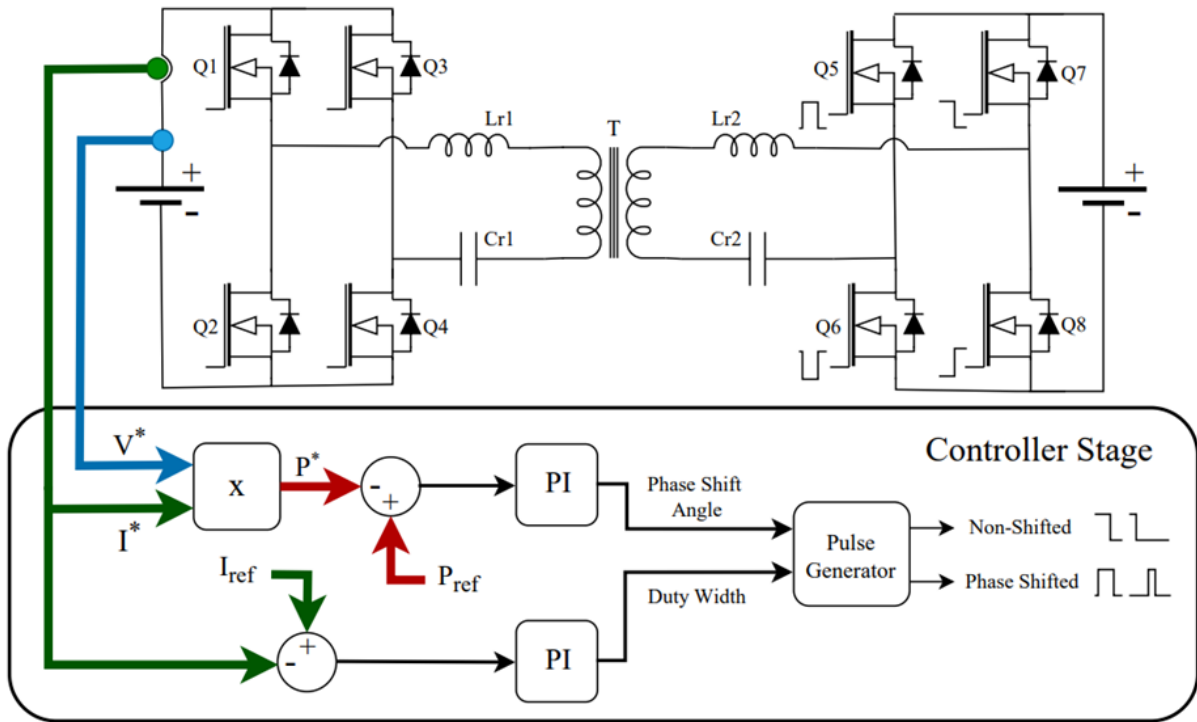 Q1
Q3
Q5
Q7
Lr1
T
Lr2
+
-
+
-
Cr1
Cr2
Q2
Q4
Q6
Q8
Controller Stage
V*
I*
x
P*
-
+
Pref
PI
Phase Shift
Angle
Pulse
Generator
Non-Shifted
Phase Shifted
Iref
+
-
PI
Duty Width